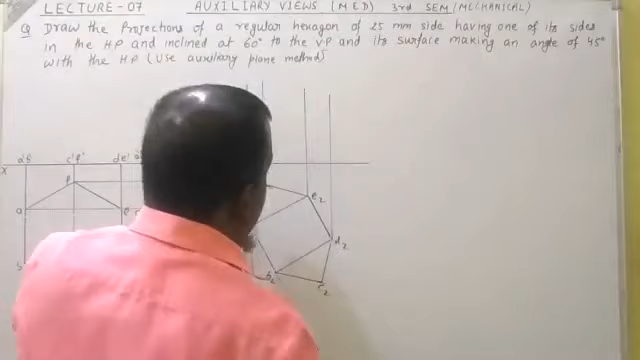 LECTURE-07 AUXILIARY VIEWS (MED) 3rd SEM (MECHANICAL)
Q Draw the Projections of a regular hexagon of 25 mm side having one of its sides
in the HP and inclined at 60° to the VP and its surface making an angle of 45°
with the HP (Use auxiliary plane method)
X a'b' c'f' d'e'
f
a e
e2
d2
b2 c2